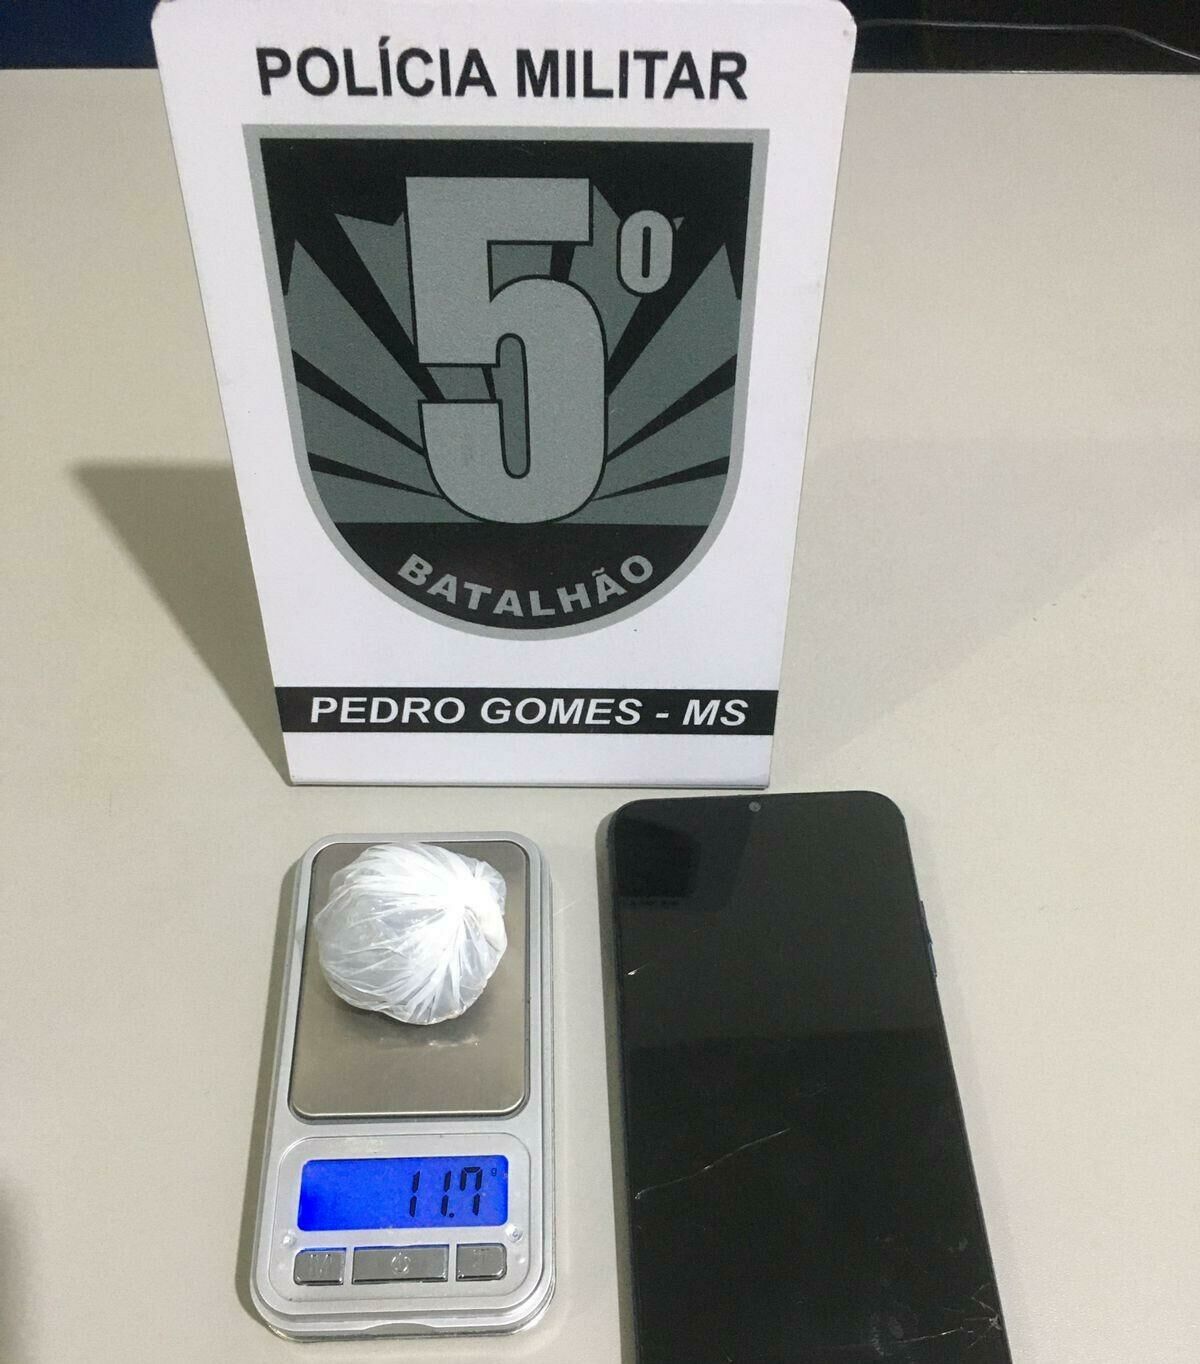 POLÍCIA MILITAR
5º
BATALHÃO
PEDRO GOMES - MS
11.7 g
M
T